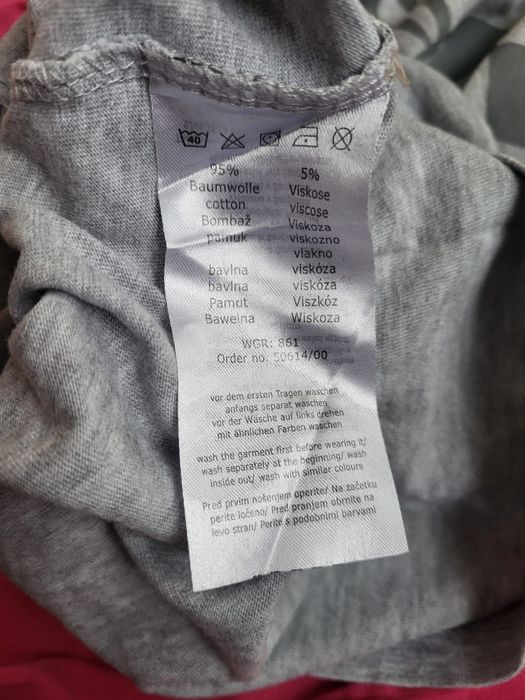 40
95% 5%
Baumwolle Viskose
cotton viscose
Bombaž Viskoza
pamuk viskozno
vlakno
bavlna viskóza
bavlna viskóza
Pamut Viszkóz
Bawełna Wiskoza
WGR: 861
Order no. 50614/00
vor dem ersten Tragen waschen
anfangs separat waschen
vor der Wäsche auf links drehen
mit ähnlichen Farben waschen
wash the garment first before wearing it/
wash separately at the beginning/ wash
inside out/ wash with similar colours
Pred prvim nošenjem operite/ Na začetku
perite ločeno/ Pred pranjem obrnite na
levo stran/ Perite s podobnimi barvami